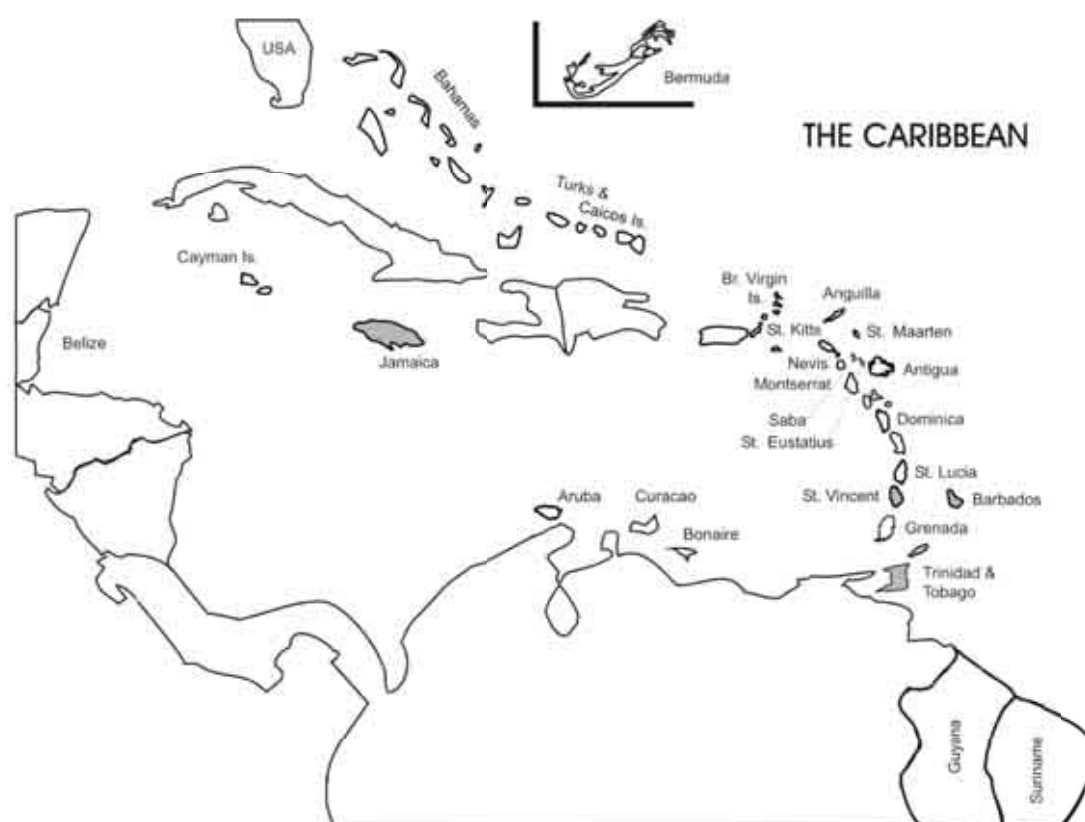 USA
Bermuda
Bahamas
THE CARIBBEAN
Turks &
Caicos Is.
Cayman Is.
Br. Virgin
Is.
Anguilla
St. Kitts
St. Maarten
Belize
Jamaica
Nevis
Antigua
Montserrat
Saba
Dominica
St. Eustatius
St. Lucia
Aruba
Curacao
St. Vincent
Barbados
Bonaire
Grenada
Trinidad &
Tobago
Guyana
Suriname